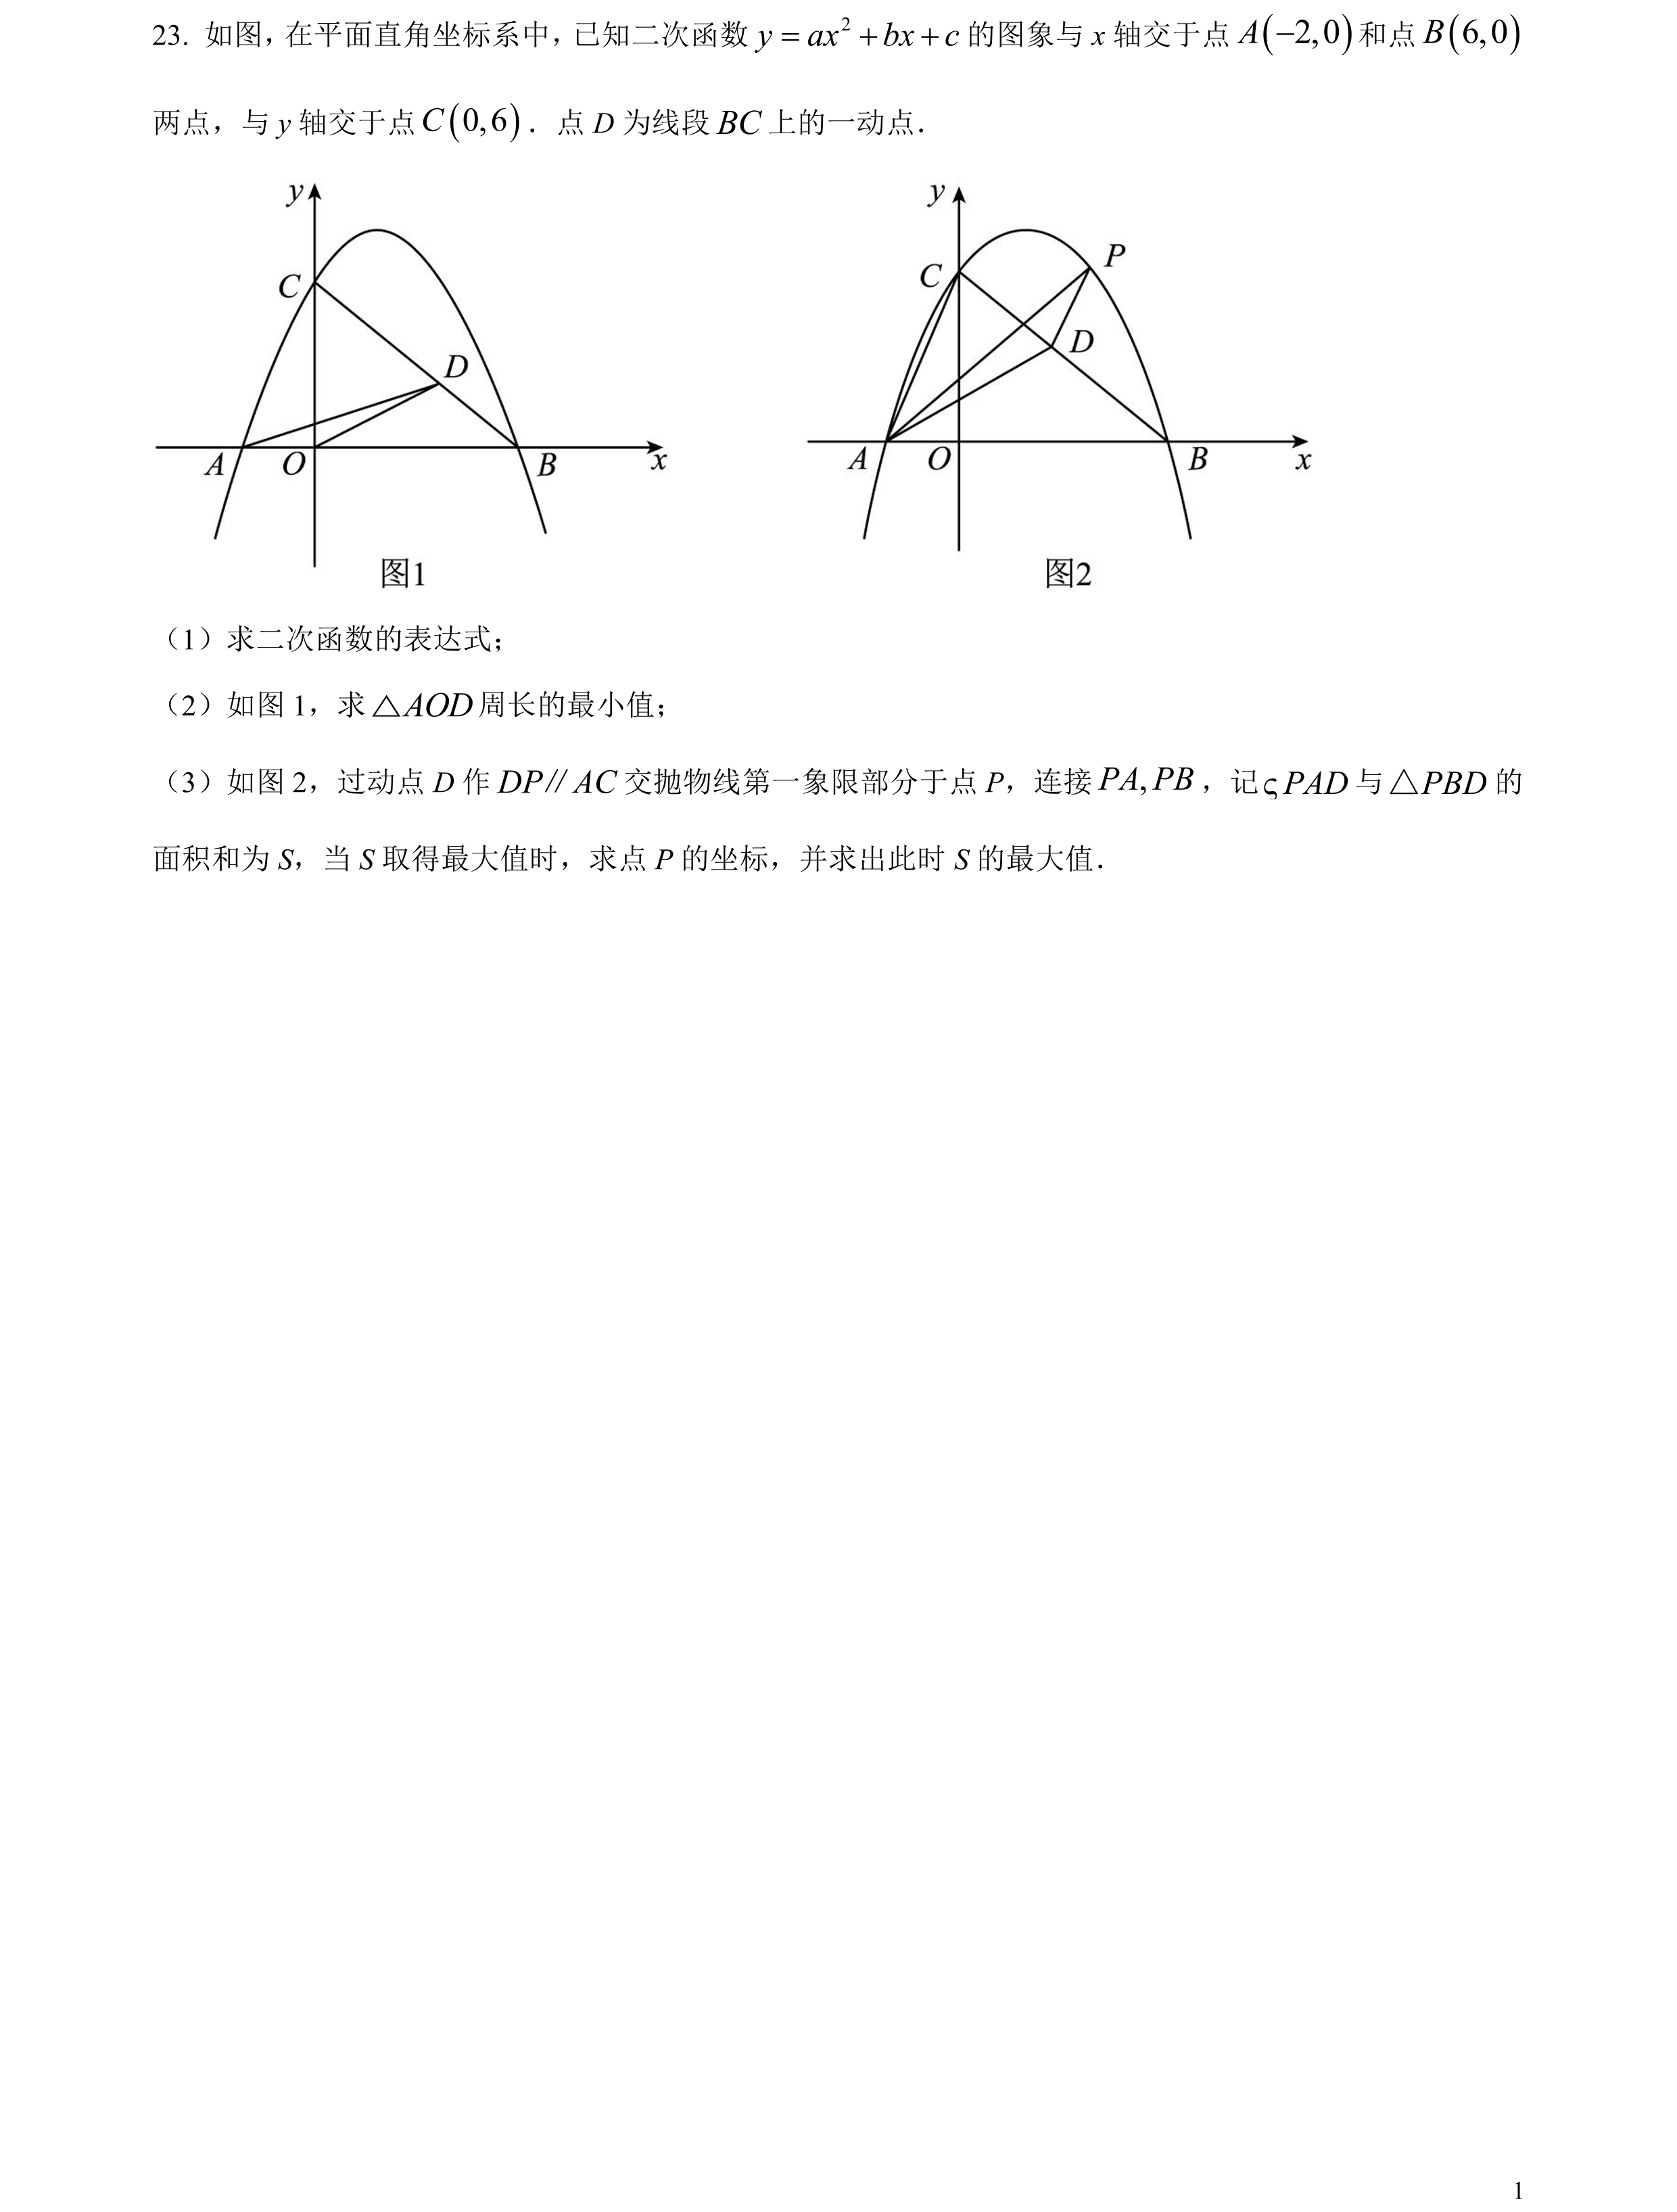 23. 如图，在平面直角坐标系中，已知二次函数 y = ax² + bx + c 的图象与 x 轴交于点 A(−2,0) 和点 B(6,0)
两点，与 y 轴交于点 C(0,6)．点 D 为线段 BC 上的一动点．
y
C
D
A
O
B
x
图1
y
C
P
D
A
O
B
x
图2
（1）求二次函数的表达式；
（2）如图 1，求 △AOD 周长的最小值；
（3）如图 2，过动点 D 作 DP∥AC 交抛物线第一象限部分于点 P，连接 PA, PB，记 ς PAD 与 △PBD 的
面积和为 S，当 S 取得最大值时，求点 P 的坐标，并求出此时 S 的最大值．
1